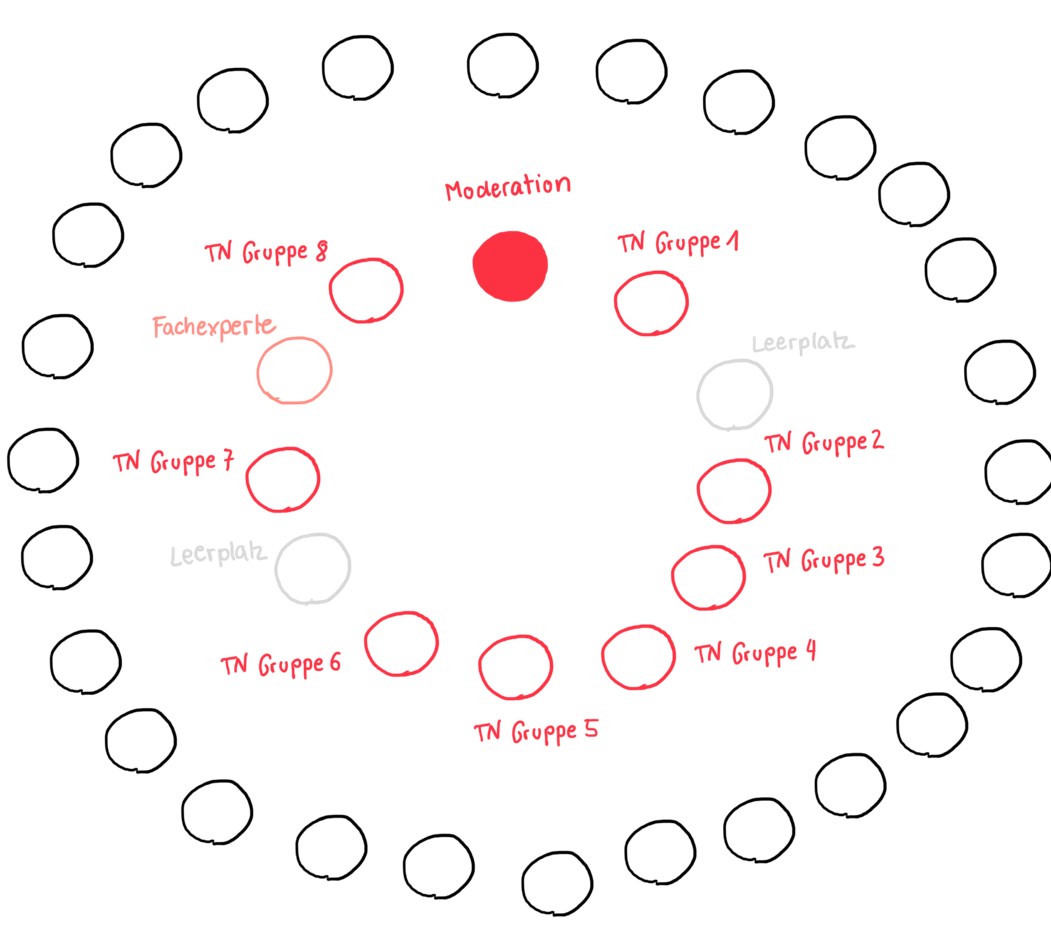 Moderation
TN Gruppe 1
TN Gruppe 8
Fachexperte
Leerplatz
TN Gruppe 2
TN Gruppe 7
Leerplatz
TN Gruppe 3
TN Gruppe 6
TN Gruppe 4
TN Gruppe 5